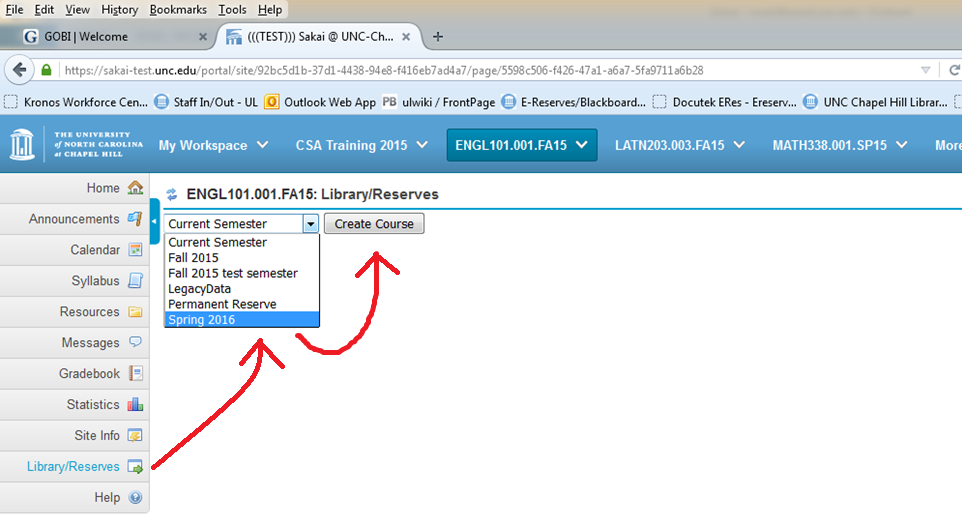 File Edit View History Bookmarks Tools Help
G GOBI | Welcome × (((TEST))) Sakai @ UNC-Ch... × +
https://sakai-test.unc.edu/portal/site/92bc5d1b-37d1-4438-94e8-f416eb7ad4a7/page/5598c506-f426-47a1-a6a7-5fa9711a6b28
Kronos Workforce Cen... Staff In/Out - UL Outlook Web App PB ulwiki / FrontPage E-Reserves/Blackboard... Docutek ERes - Ereserv... UNC Chapel Hill Librar...
THE UNIVERSITY
of NORTH CAROLINA
at CHAPEL HILL
My Workspace CSA Training 2015 ENGL101.001.FA15 LATN203.003.FA15 MATH338.001.SP15 More
Home
Announcements
Calendar
Syllabus
Resources
Messages
Gradebook
Statistics
Site Info
Library/Reserves
Help
ENGL101.001.FA15: Library/Reserves
Current Semester Create Course
Current Semester
Fall 2015
Fall 2015 test semester
LegacyData
Permanent Reserve
Spring 2016